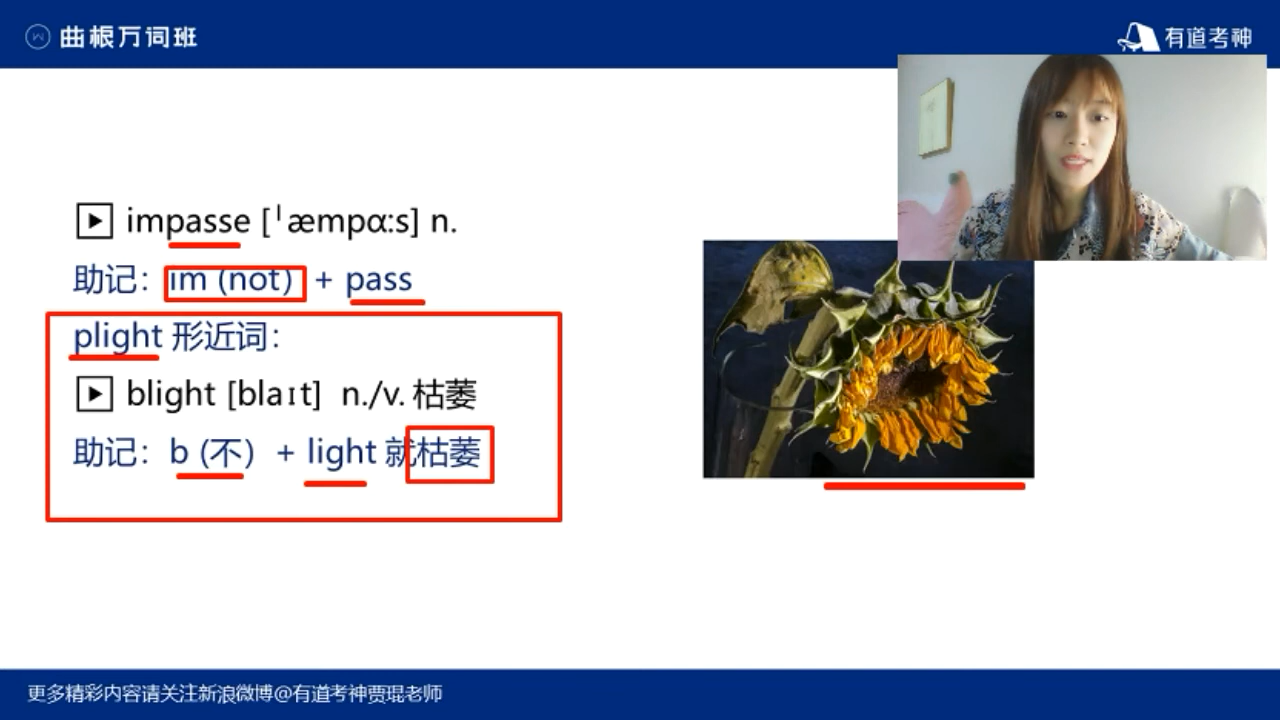 曲根万词班
有道考神
impasse [ˈæmpɑːs] n.
助记：im (not) + pass
plight 形近词：
blight [blaɪt] n./v. 枯萎
助记：b (不) + light 就枯萎
更多精彩内容请关注新浪微博@有道考神贾琨老师